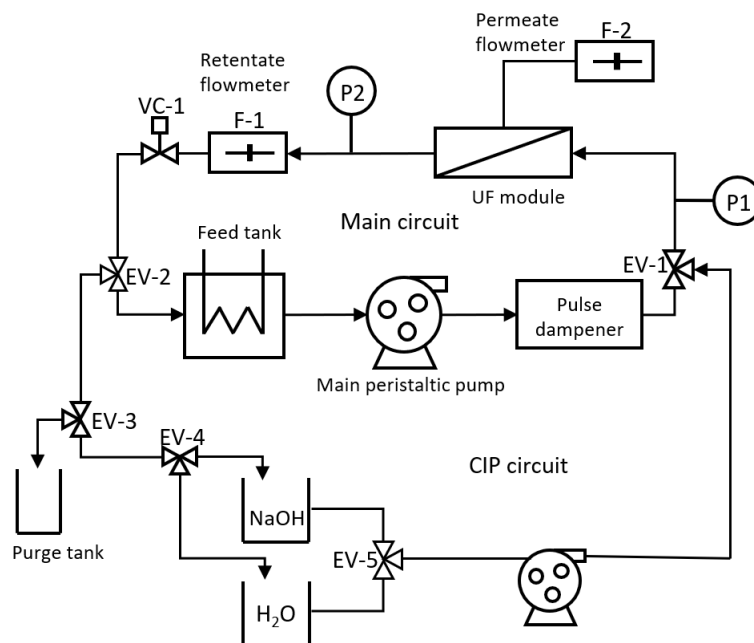 Permeate
flowmeter
F-2
Retentate
flowmeter
P2
VC-1
F-1
UF module
P1
Main circuit
Feed tank
EV-1
EV-2
Pulse
dampener
Main peristaltic pump
EV-3
EV-4
CIP circuit
NaOH
Purge tank
EV-5
H₂O